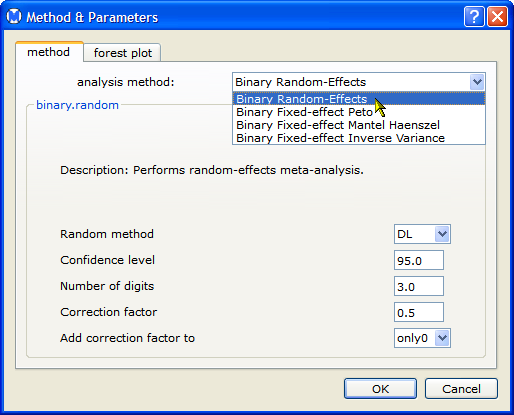 Method & Parameters
method forest plot
analysis method: Binary Random-Effects
binary.random Binary Random-Effects
Binary Fixed-effect Peto
Binary Fixed-effect Mantel Haenszel
Binary Fixed-effect Inverse Variance
Description: Performs random-effects meta-analysis.
Random method DL
Confidence level 95.0
Number of digits 3.0
Correction factor 0.5
Add correction factor to only0
OK Cancel